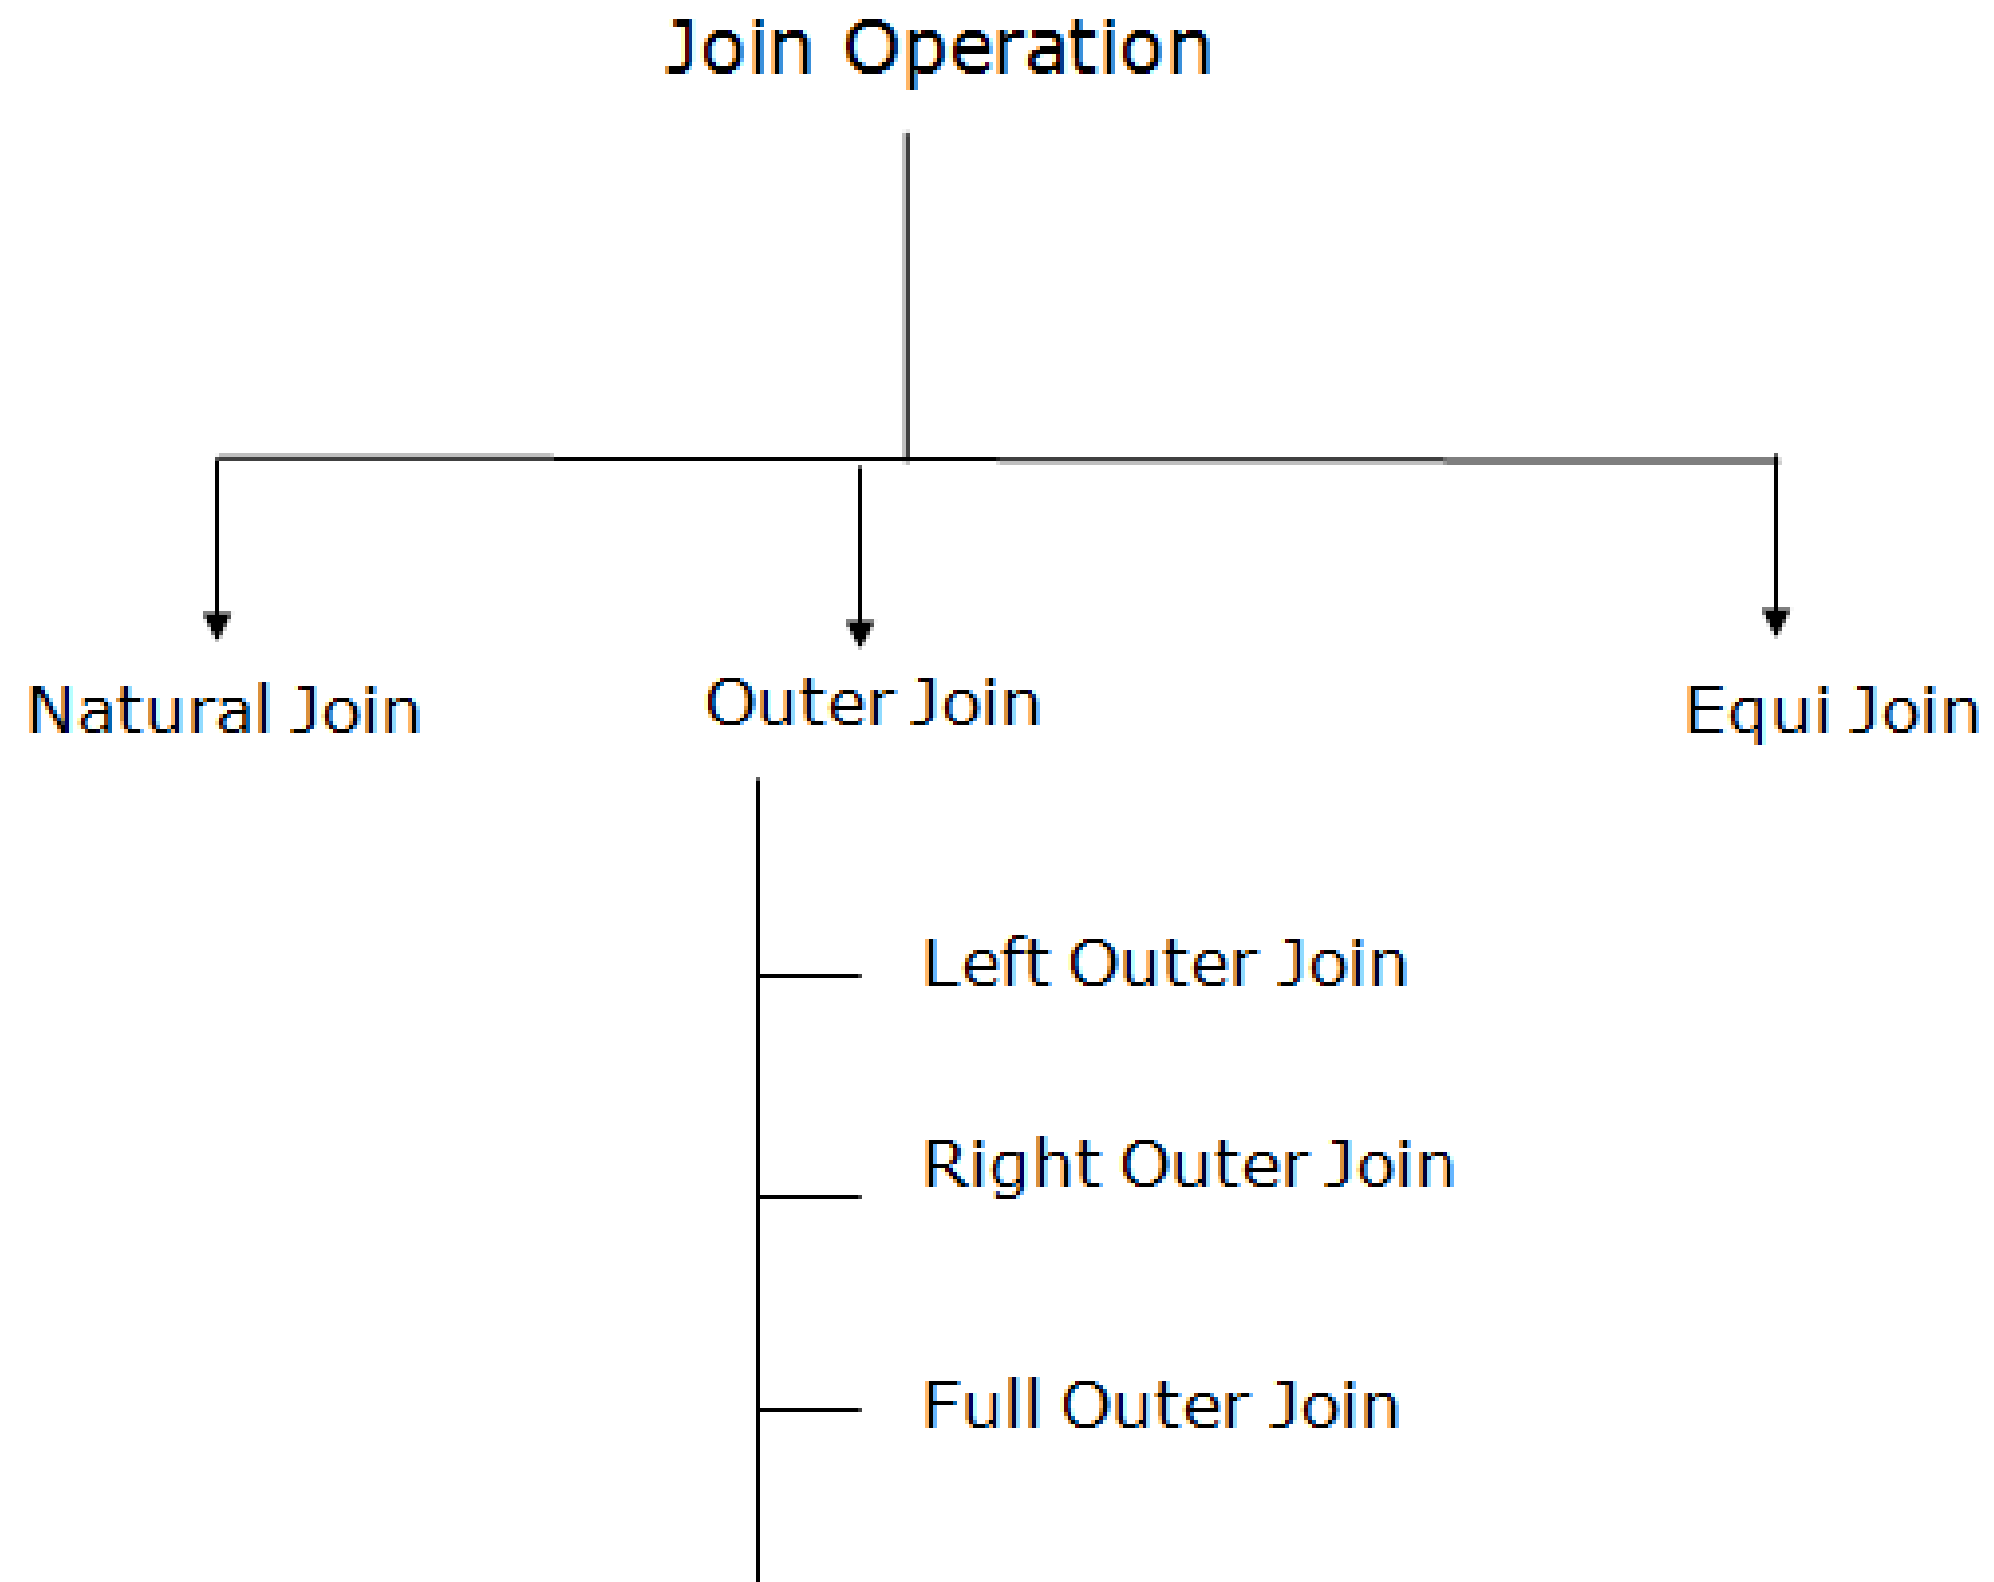 Join Operation
Natural Join
Outer Join
Equi Join
Left Outer Join
Right Outer Join
Full Outer Join